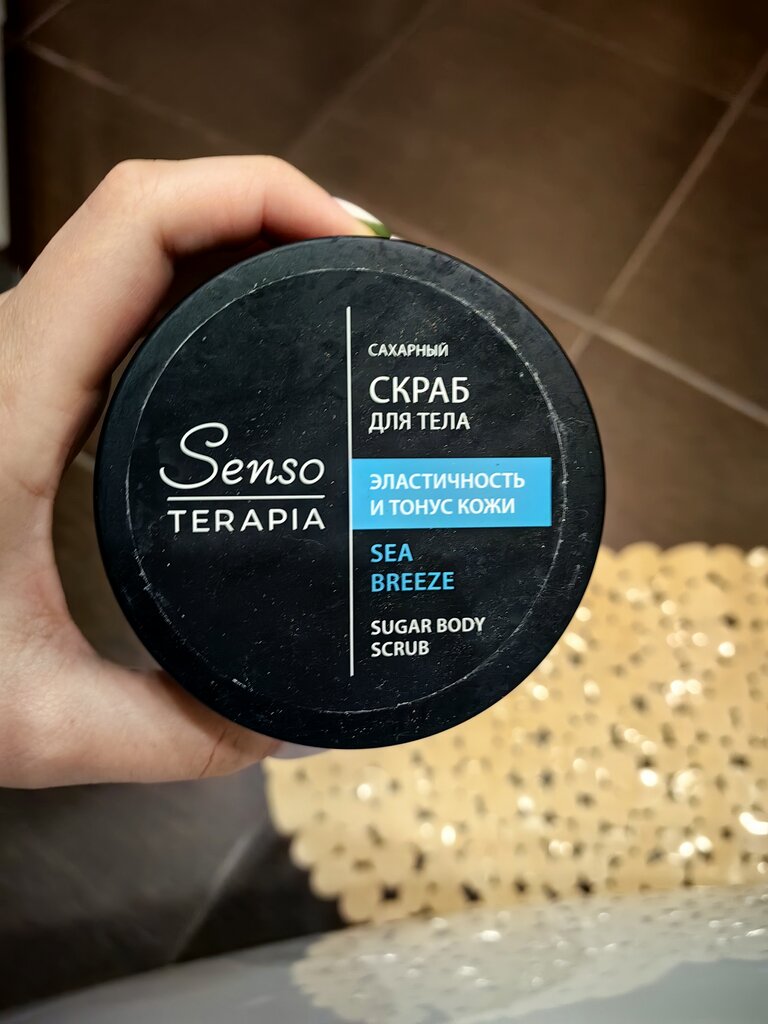 Senso
TERAPIA
САХАРНЫЙ
СКРАБ
ДЛЯ ТЕЛА
ЭЛАСТИЧНОСТЬ
И ТОНУС КОЖИ
SEA
BREEZE
SUGAR BODY
SCRUB